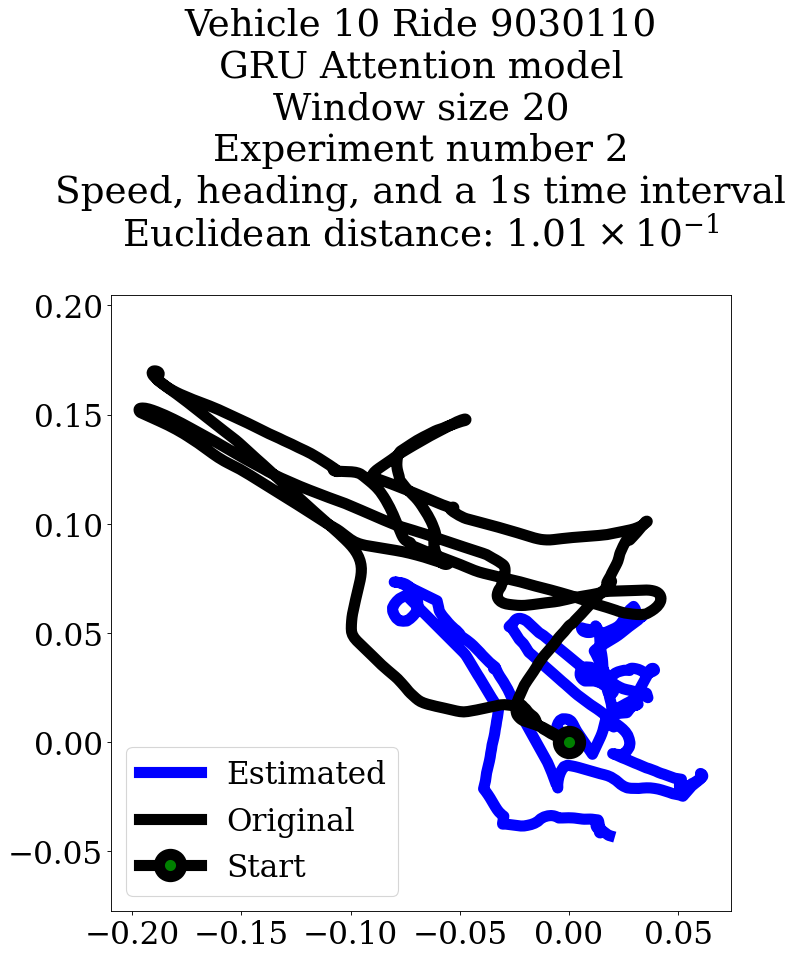 Vehicle 10 Ride 9030110
GRU Attention model
Window size 20
Experiment number 2
Speed, heading, and a 1s time interval
Euclidean distance: 1.01 × 10⁻¹
0.20
0.15
0.10
0.05
0.00
−0.05
Estimated
Original
Start
−0.20 −0.15 −0.10 −0.05 0.00 0.05